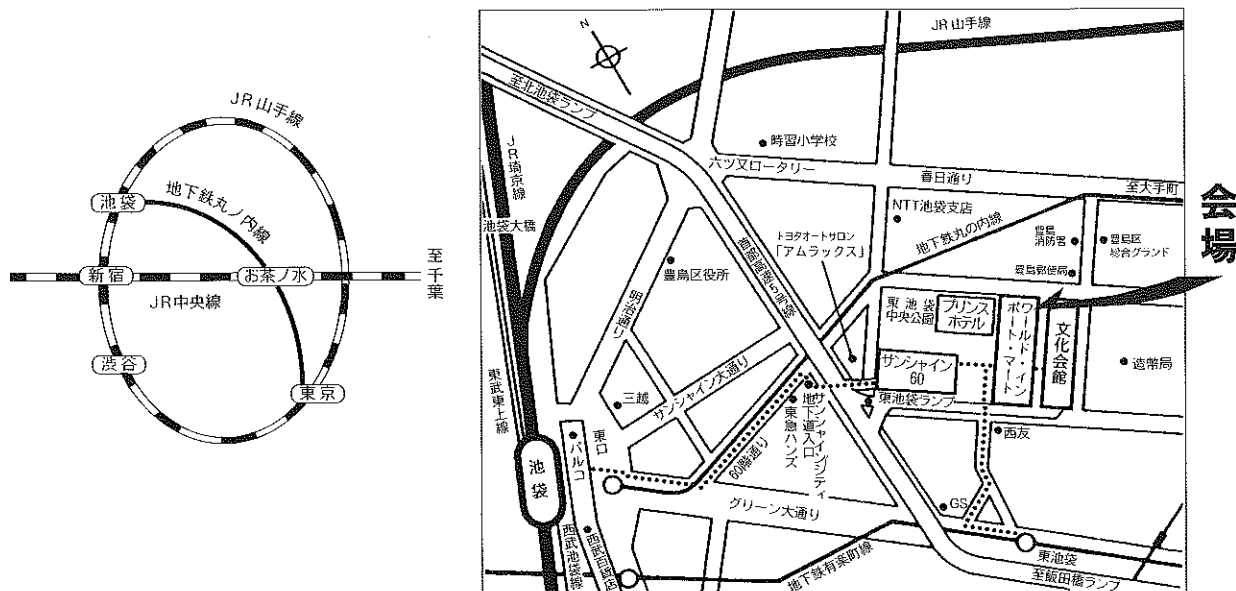 JR山手線
池袋
地下鉄丸ノ内線
新宿
お茶ノ水
JR中央線
至千葉
渋谷
東京
N
JR山手線
至北池袋ランプ
JR埼京線
池袋大橋
時習小学校
六ツ又ロータリー
春日通り
至大手町
会場
NTT池袋支店
地下鉄丸の内線
豊島消防署
豊島区
総合グランド
豊島郵便局
トヨタオートサロン
「アムラックス」
豊島区役所
首都高速5号線
明治通り
東池袋
中央公園
プリンス
ホテル
ワールド・イン
ポート・マート
文化会館
造幣局
サンシャイン
60
東池袋ランプ
サンシャイン大通り
三越
東武東上線
東口
パルコ
池袋
60階通り
東急ハンズ
サンシャインシティ
地下道入口
西友
GS
グリーン大通り
東池袋
西武池袋線
西武百貨店
地下鉄有楽町線
至飯田橋ランプ